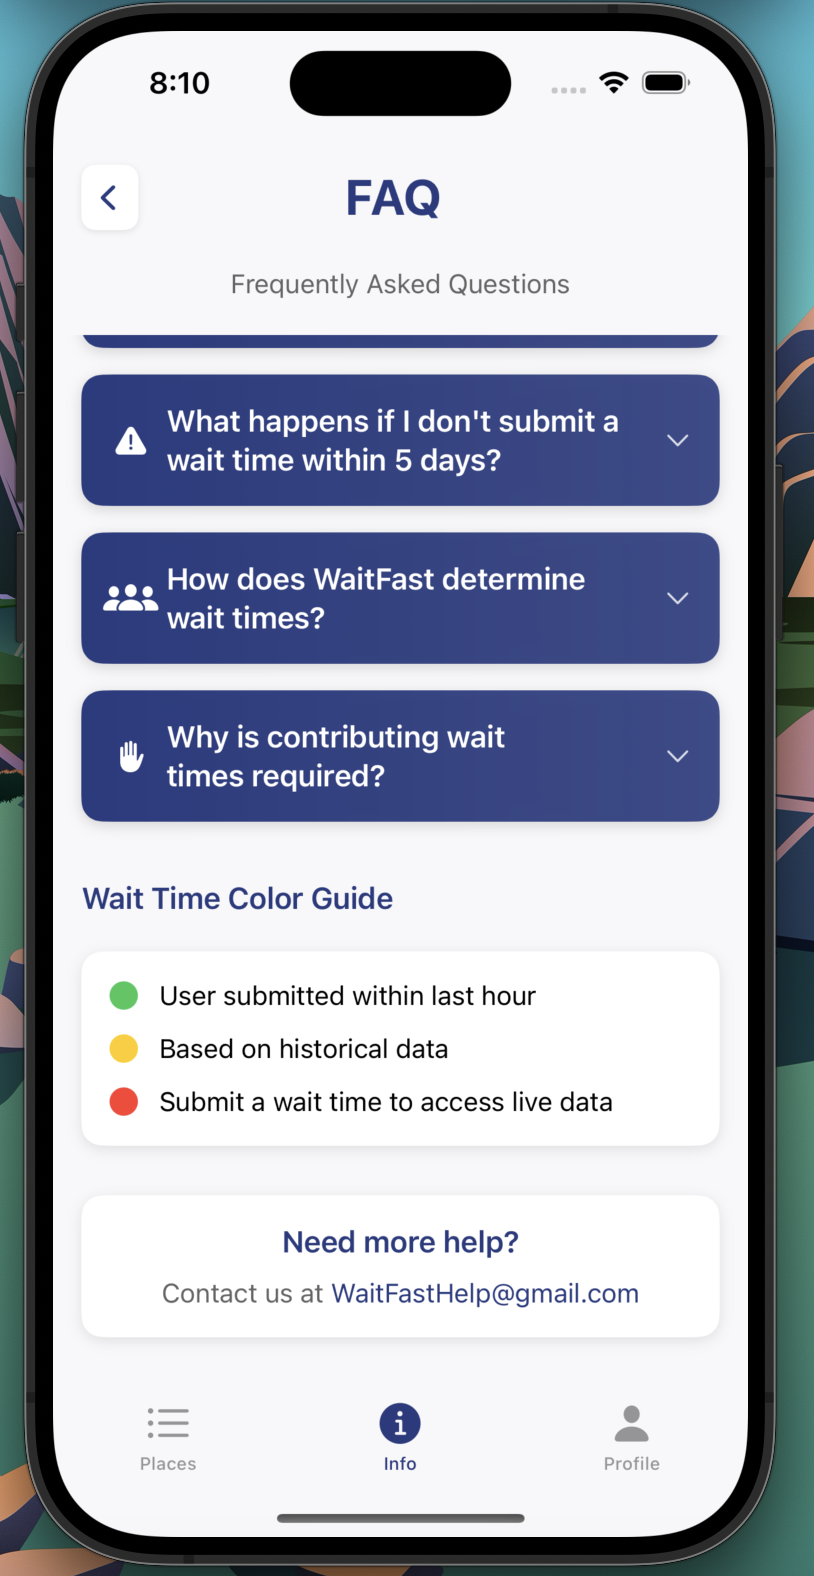 8:10
FAQ
Frequently Asked Questions
What happens if I don't submit a
wait time within 5 days?
How does WaitFast determine
wait times?
Why is contributing wait
times required?
Wait Time Color Guide
User submitted within last hour
Based on historical data
Submit a wait time to access live data
Need more help?
Contact us at WaitFastHelp@gmail.com
Places
Info
Profile